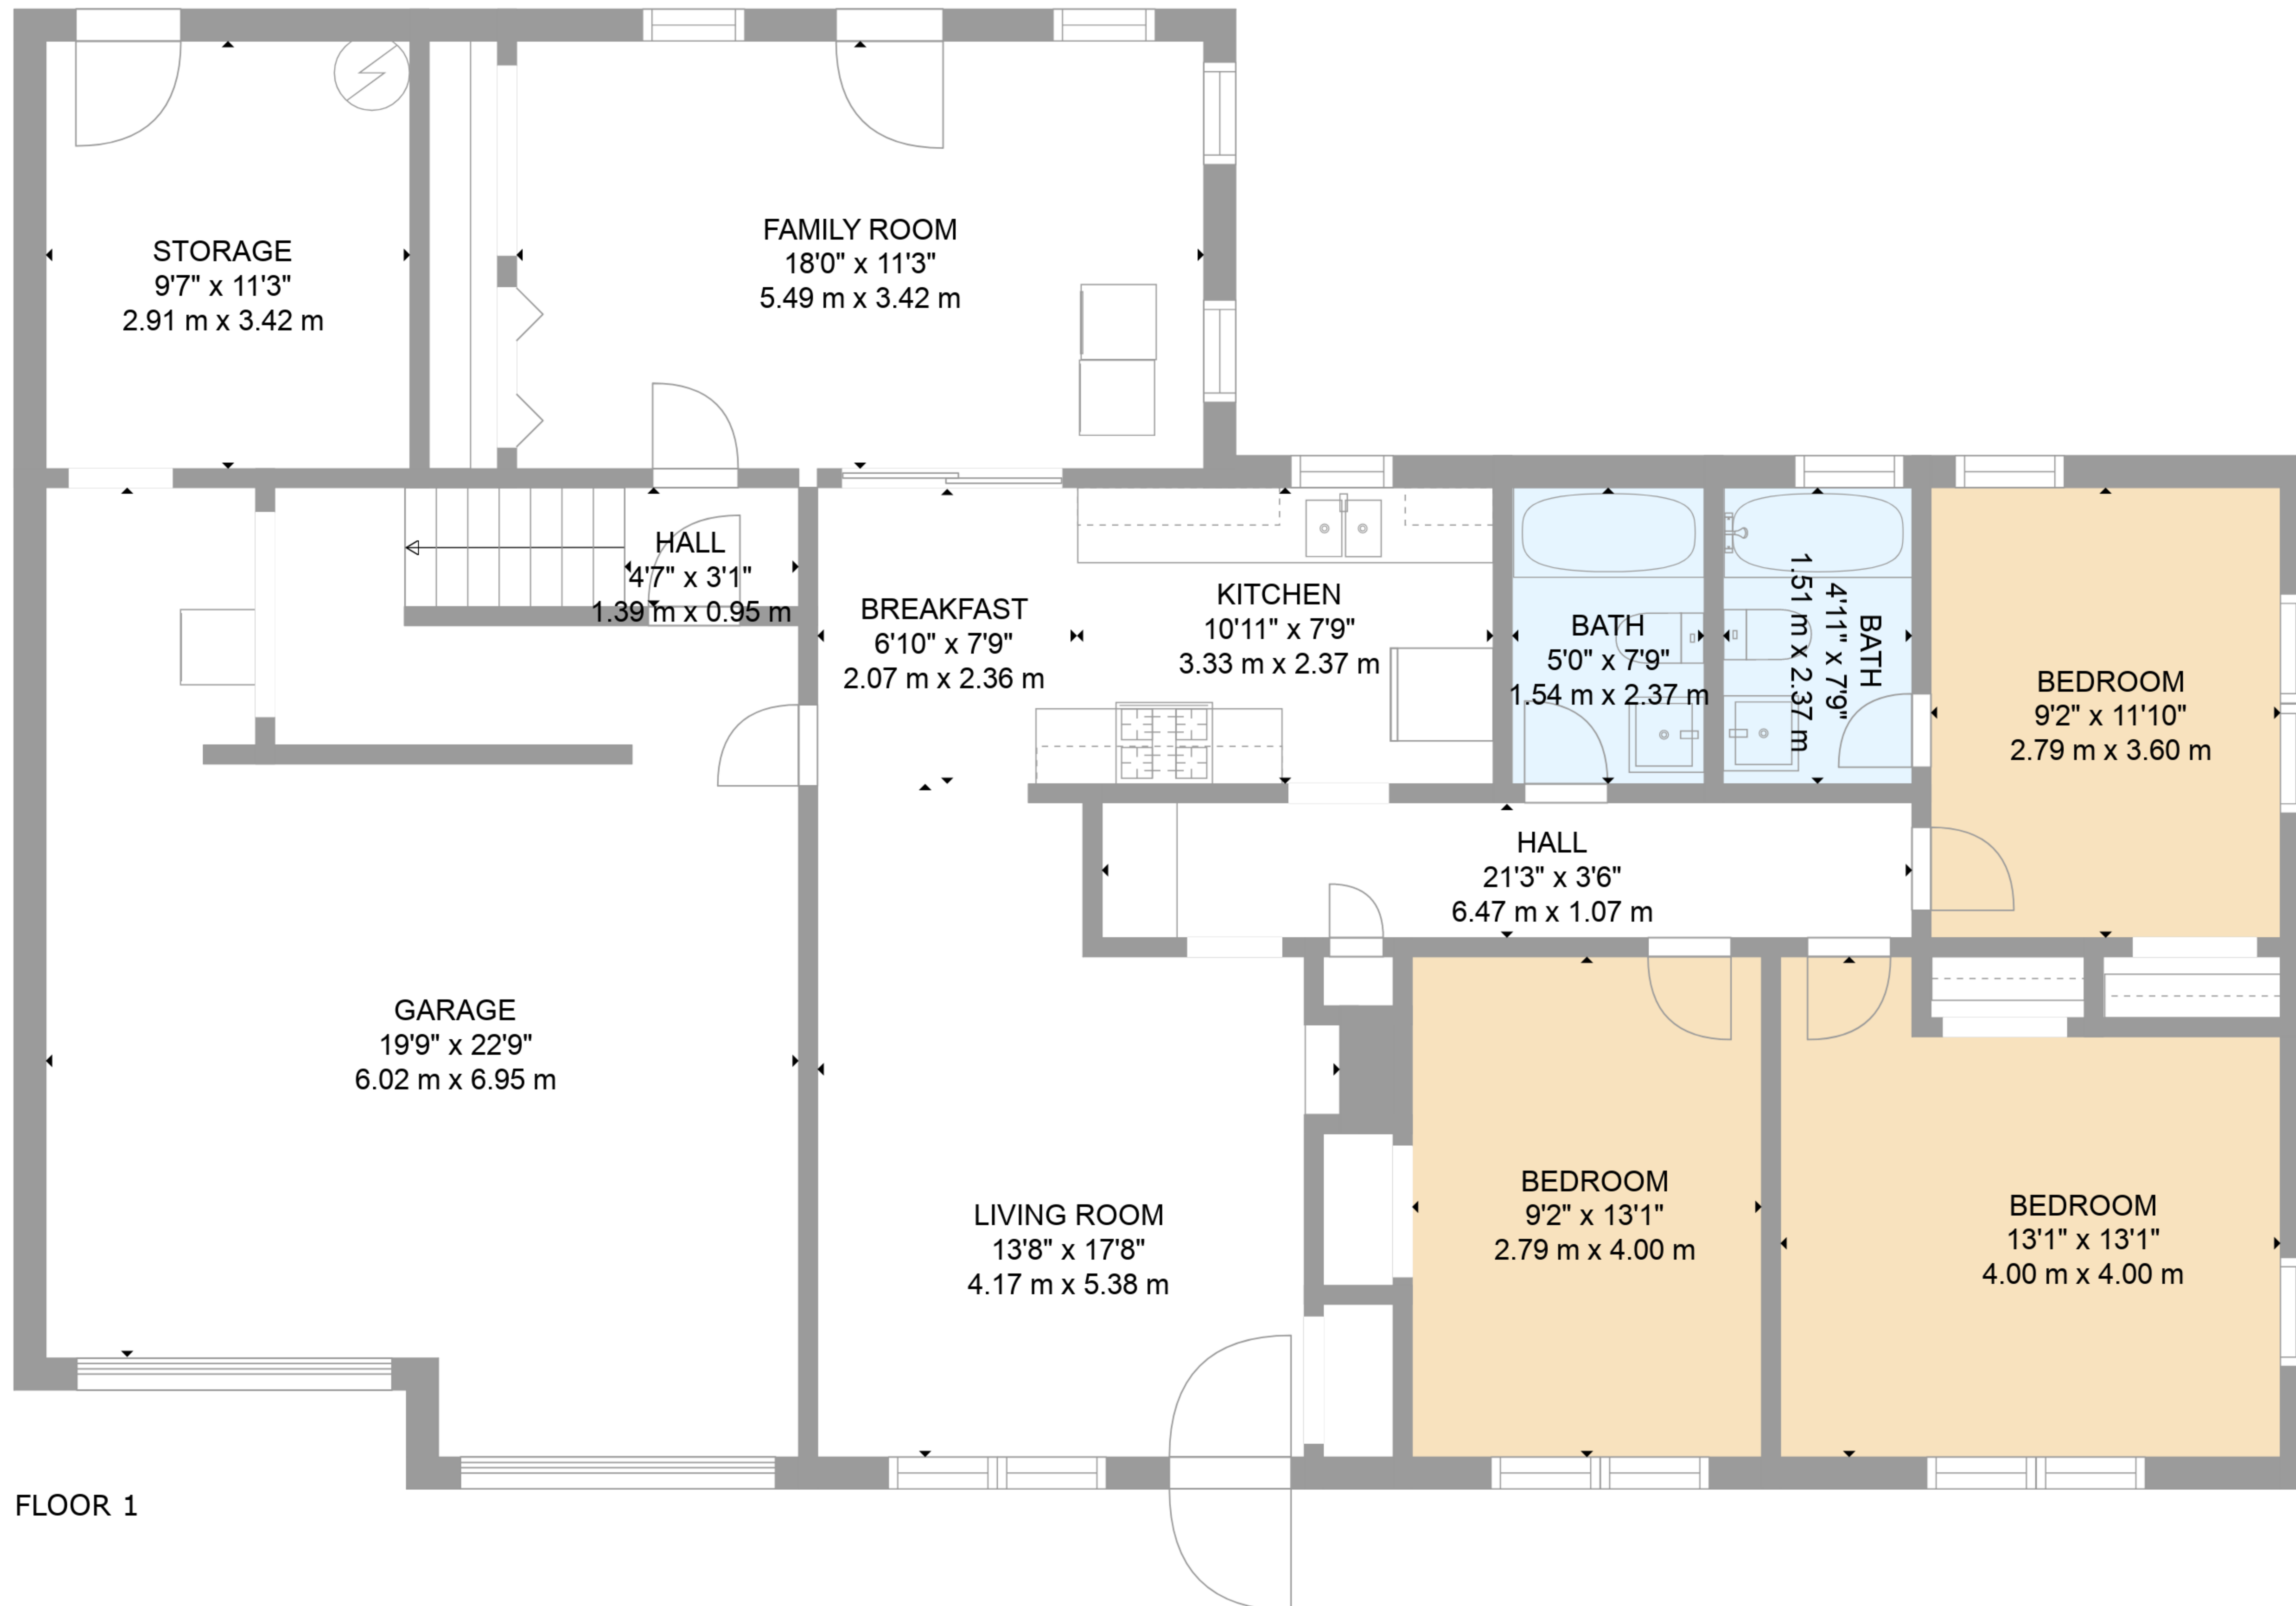 STORAGE
9'7" x 11'3"
2.91 m x 3.42 m
FAMILY ROOM
18'0" x 11'3"
5.49 m x 3.42 m
HALL
4'7" x 3'1"
1.39 m x 0.95 m
BREAKFAST
6'10" x 7'9"
2.07 m x 2.36 m
KITCHEN
10'11" x 7'9"
3.33 m x 2.37 m
BATH
5'0" x 7'9"
1.54 m x 2.37 m
BATH
4'11" x 7'9"
1.51 m x 2.37 m
BEDROOM
9'2" x 11'10"
2.79 m x 3.60 m
HALL
21'3" x 3'6"
6.47 m x 1.07 m
GARAGE
19'9" x 22'9"
6.02 m x 6.95 m
LIVING ROOM
13'8" x 17'8"
4.17 m x 5.38 m
BEDROOM
9'2" x 13'1"
2.79 m x 4.00 m
BEDROOM
13'1" x 13'1"
4.00 m x 4.00 m
FLOOR 1